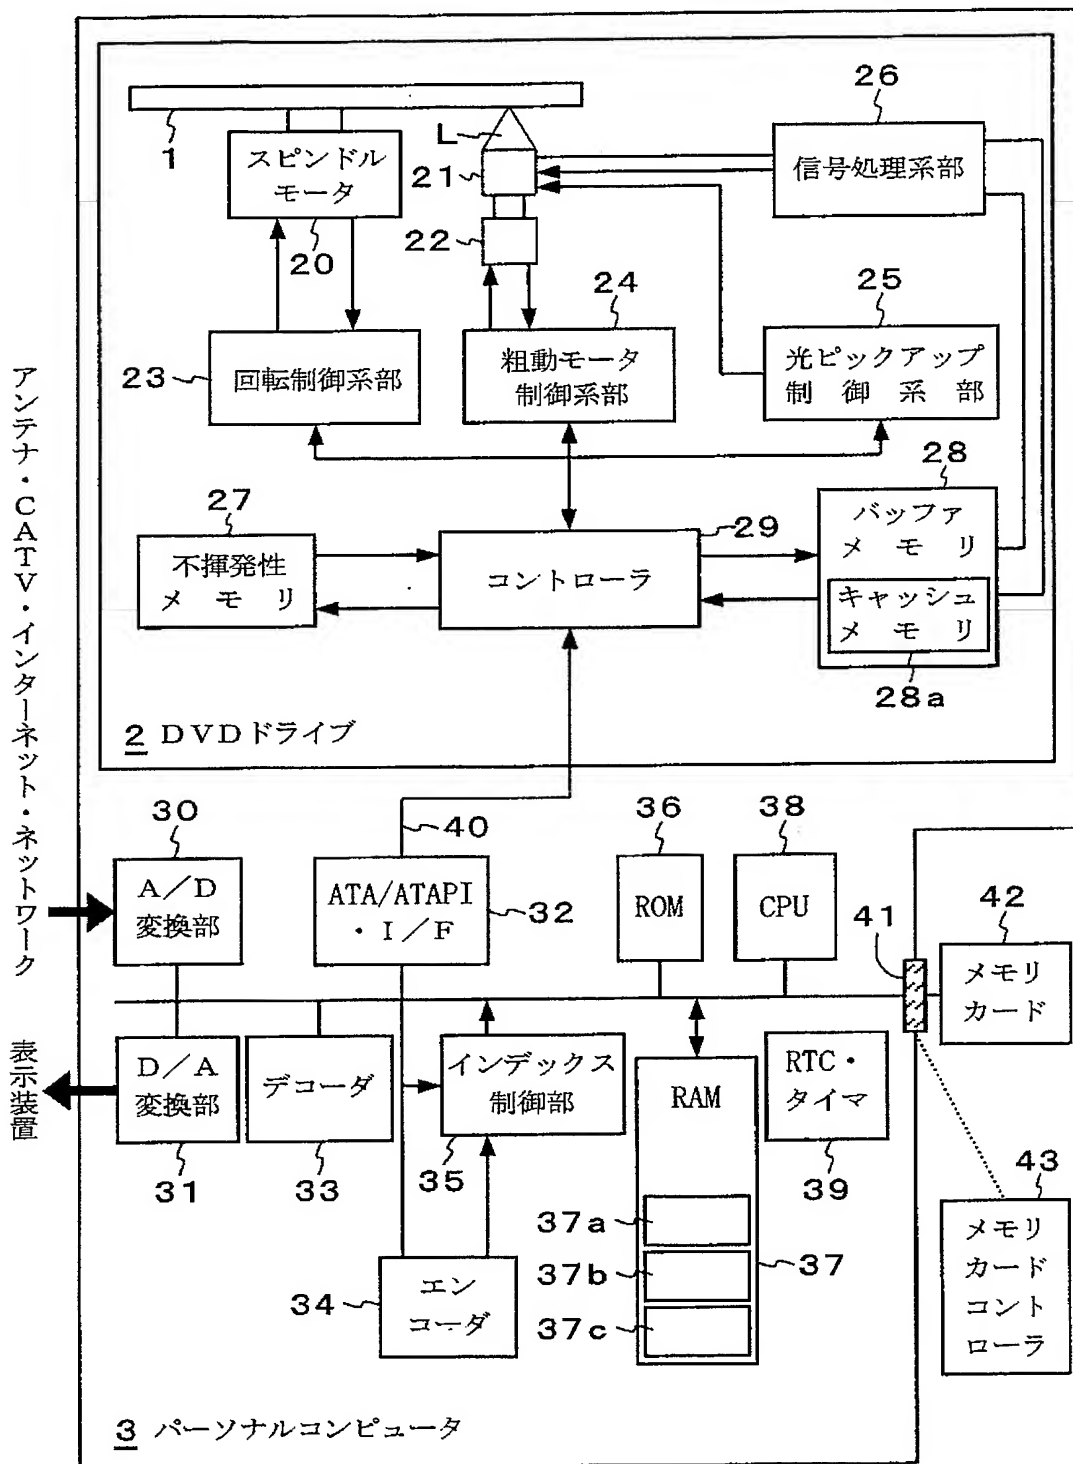 26
1
スピンドル
モータ
L
21
信号処理系部
22
20
24
25
23
回転制御系部
粗動モータ
制御系部
光ピックアップ
制御系部
27
28
不揮発性
メモリ
29
コントローラ
バッファ
メモリ
キャッシュ
メモリ
28a
2 DVDドライブ
アンテナ・CATV・インターネット・ネットワーク
30
40
36
38
A/D
変換部
ATA/ATAPI
・I/F
32
ROM
CPU
41
42
メモリ
カード
表示装置
D/A
変換部
デコーダ
インデックス
制御部
RAM
RTC・
タイマ
31
33
35
39
43
37a
37b
37c
37
34
エン
コーダ
メモリ
カード
コント
ローラ
3 パーソナルコンピュータ